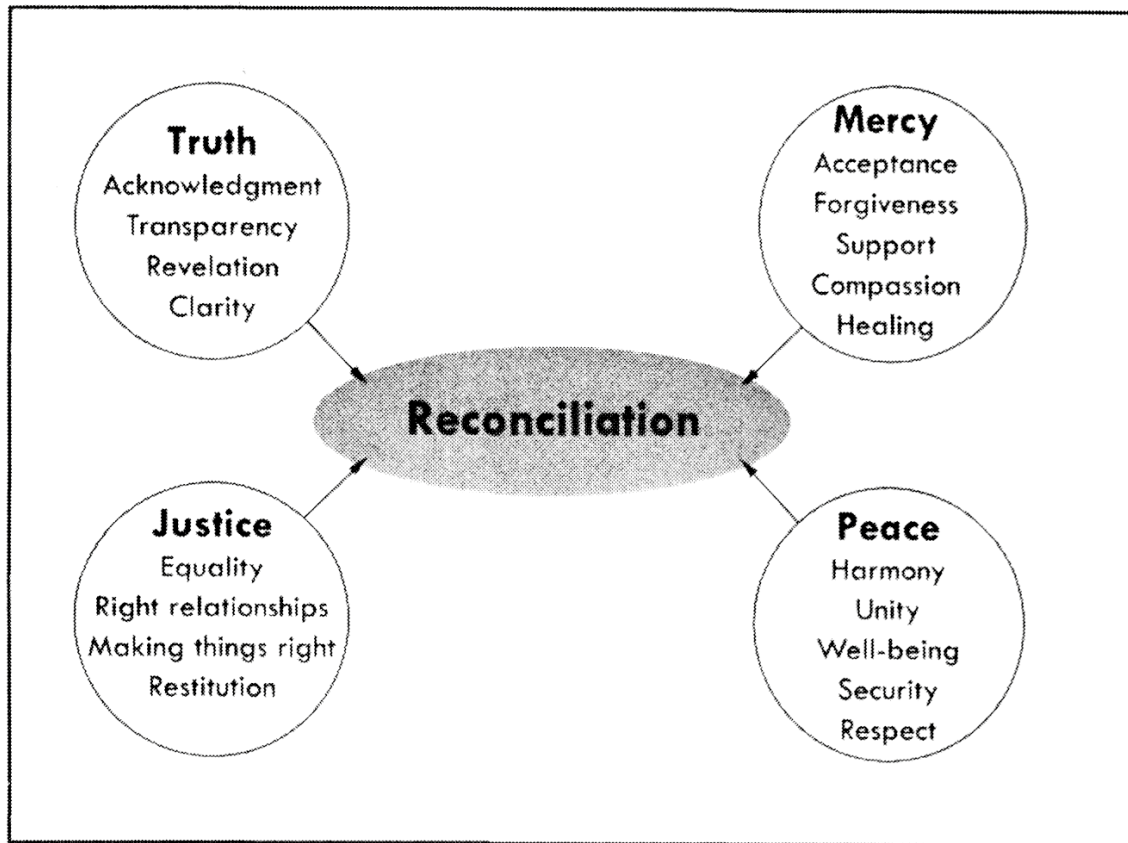 Truth
Acknowledgment
Transparency
Revelation
Clarity
Mercy
Acceptance
Forgiveness
Support
Compassion
Healing
Reconciliation
Justice
Equality
Right relationships
Making things right
Restitution
Peace
Harmony
Unity
Well-being
Security
Respect